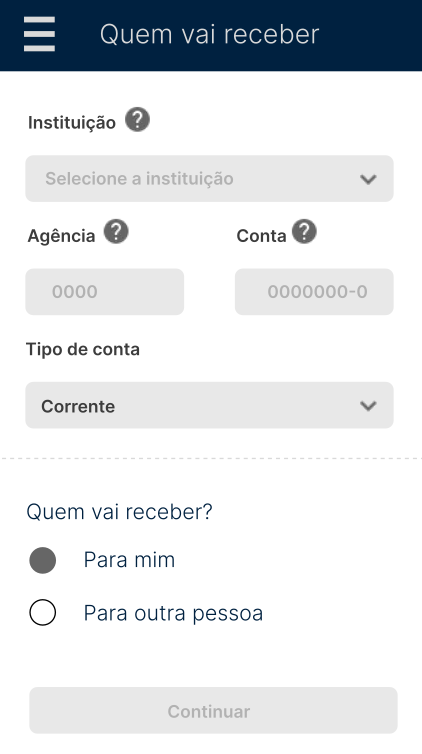 Quem vai receber
Instituição ?
Selecione a instituição
Agência ? Conta ?
0000 0000000-0
Tipo de conta
Corrente
Quem vai receber?
Para mim
Para outra pessoa
Continuar